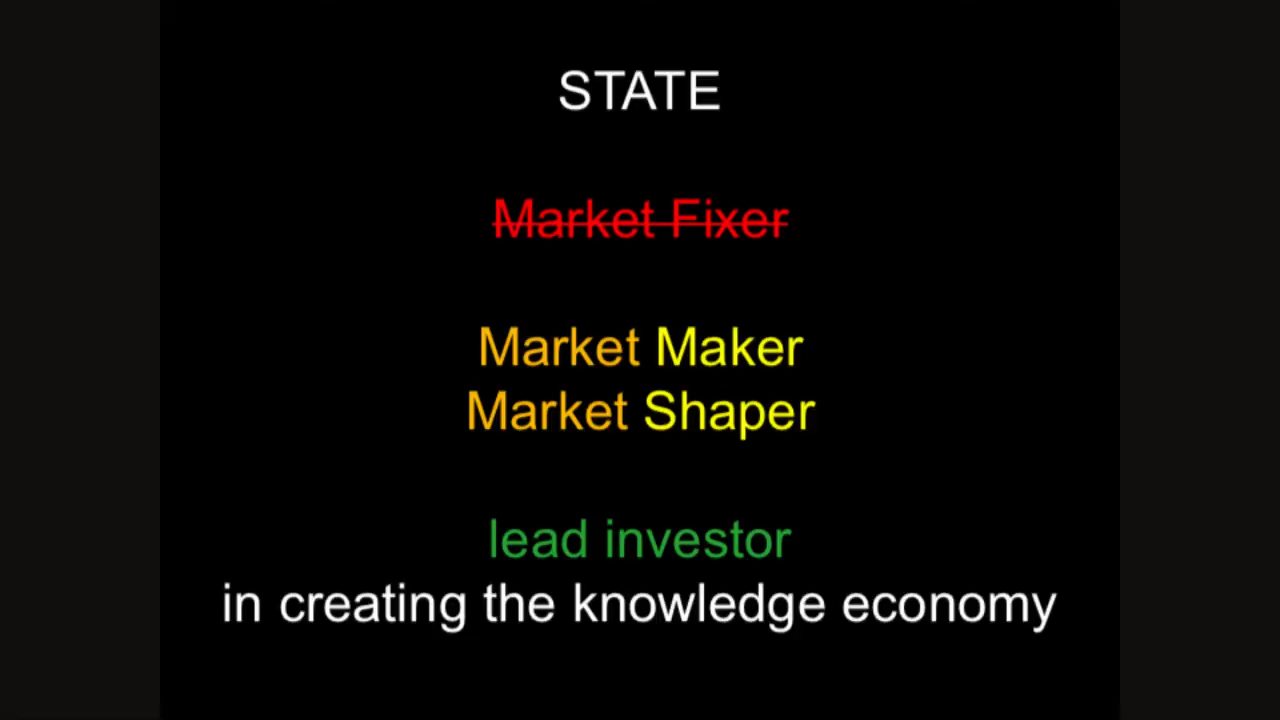 STATE
Market Fixer
Market Maker
Market Shaper
lead investor
in creating the knowledge economy